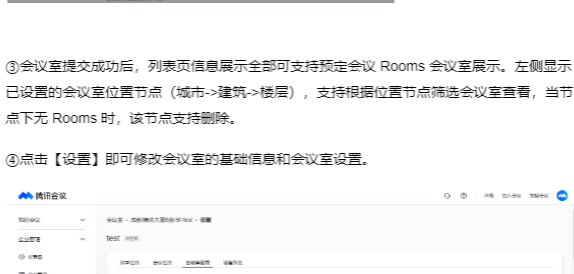 ③会议室提交成功后，列表页信息展示全部可支持预定会议 Rooms 会议室展示。左侧显示
已设置的会议室位置节点（城市->建筑->楼层），支持根据位置节点筛选会议室查看，当节
点下无 Rooms 时，该节点支持删除。
④点击【设置】即可修改会议室的基础信息和会议室设置。
腾讯会议
test